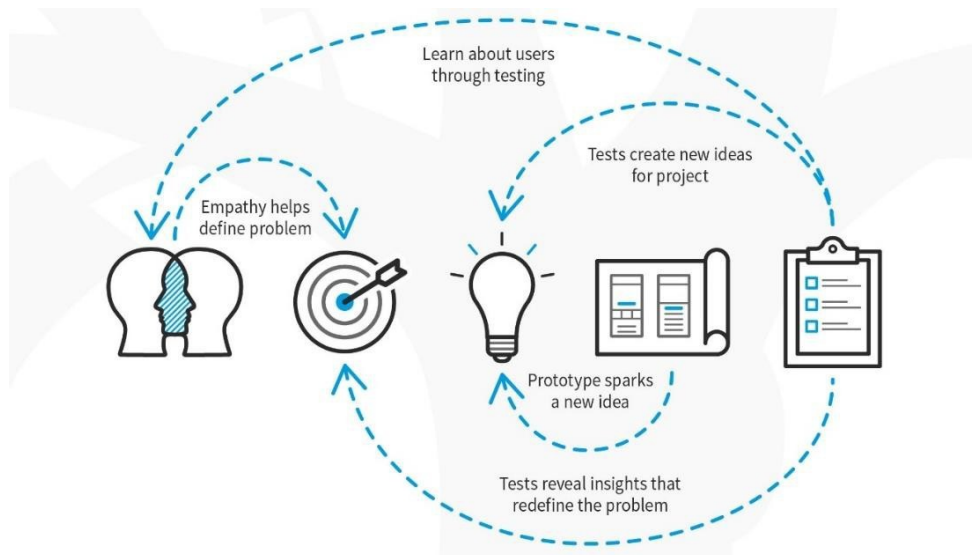 Learn about users
through testing
Tests create new ideas
for project
Empathy helps
define problem
Prototype sparks
a new idea
Tests reveal insights that
redefine the problem